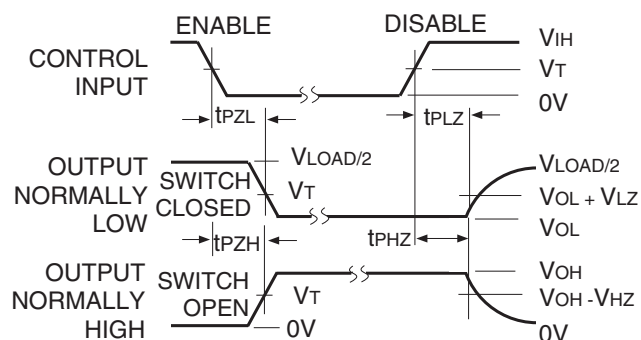 ENABLE
DISABLE
CONTROL
INPUT
VIH
VT
0V
tPZL
tPLZ
OUTPUT
NORMALLY
LOW
SWITCH
CLOSED
VLOAD/2
VT
VLOAD/2
VOL + VLZ
VOL
tPZH
tPHZ
OUTPUT
NORMALLY
HIGH
SWITCH
OPEN
VT
0V
VOH
VOH -VHZ
0V